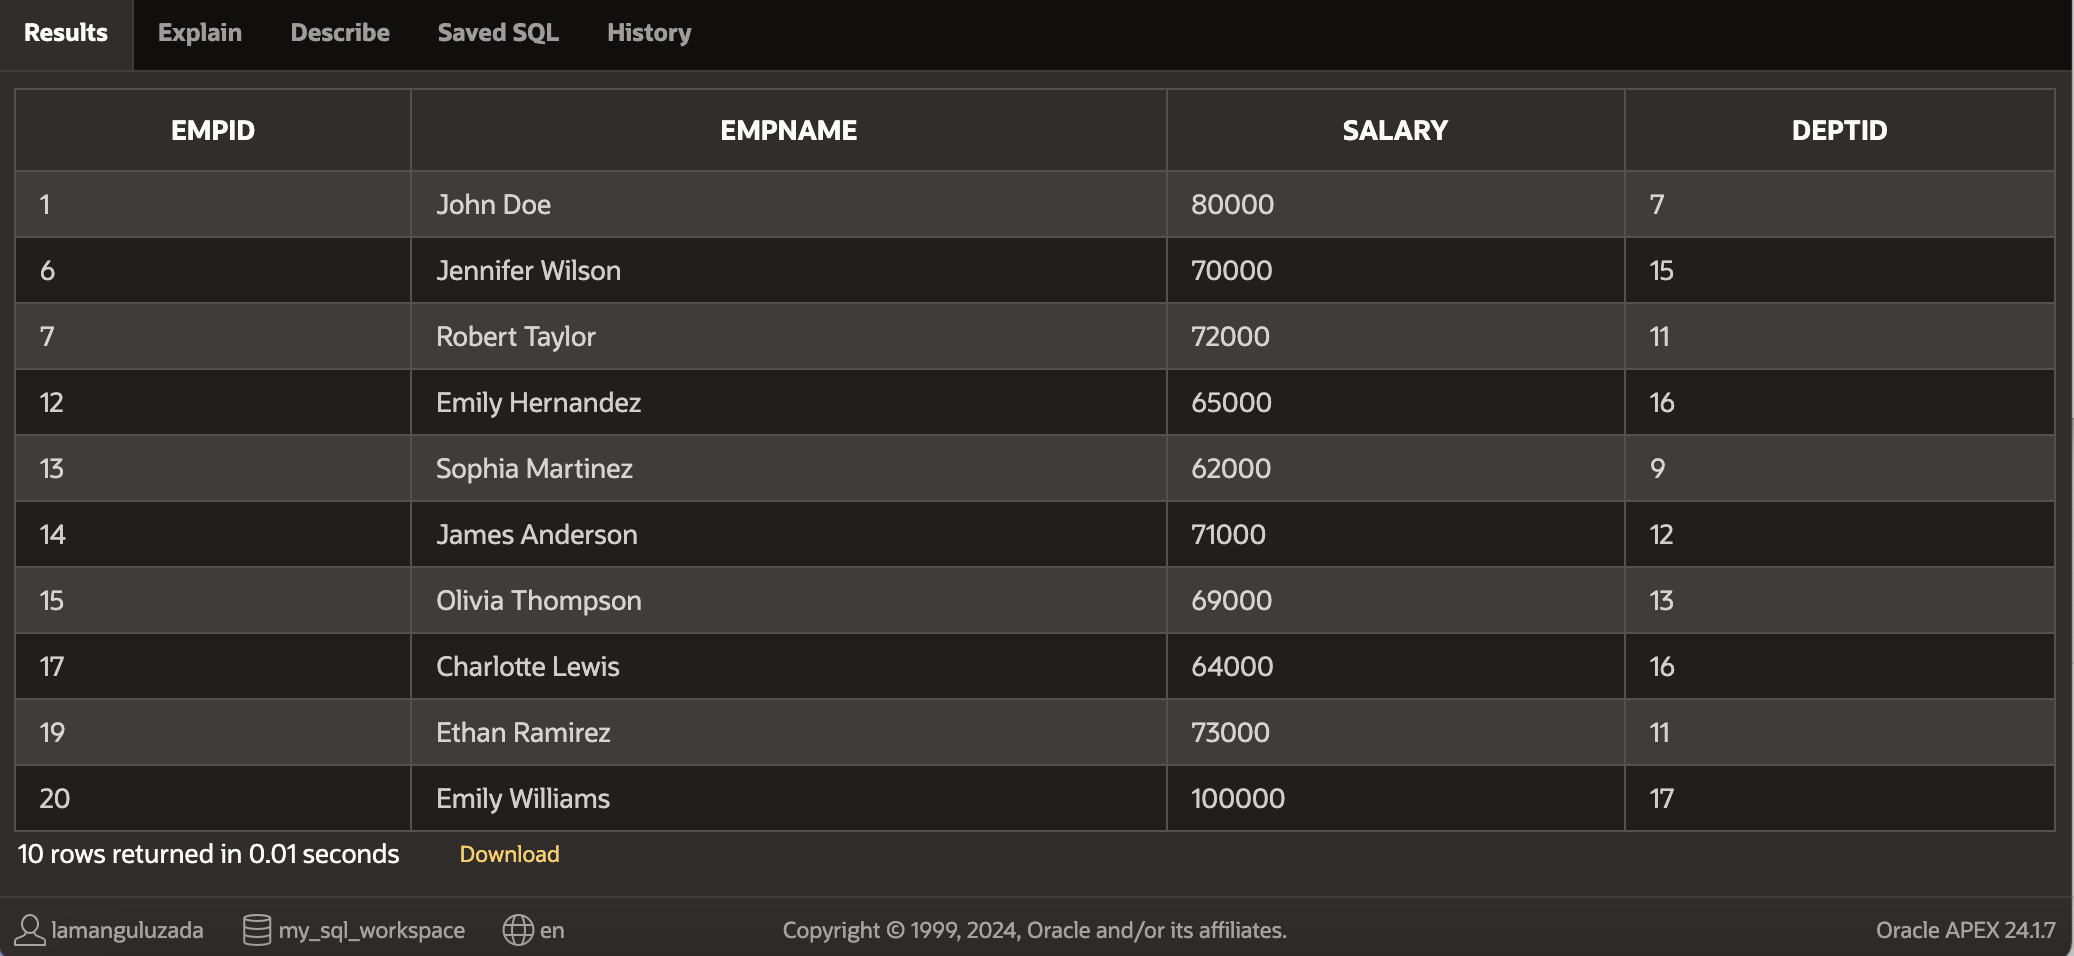 Results Explain Describe Saved SQL History
EMPID EMPNAME SALARY DEPTID
1 John Doe 80000 7
6 Jennifer Wilson 70000 15
7 Robert Taylor 72000 11
12 Emily Hernandez 65000 16
13 Sophia Martinez 62000 9
14 James Anderson 71000 12
15 Olivia Thompson 69000 13
17 Charlotte Lewis 64000 16
19 Ethan Ramirez 73000 11
20 Emily Williams 100000 17
10 rows returned in 0.01 seconds Download
lamanguluzada my_sql_workspace en Copyright © 1999, 2024, Oracle and/or its affiliates. Oracle APEX 24.1.7